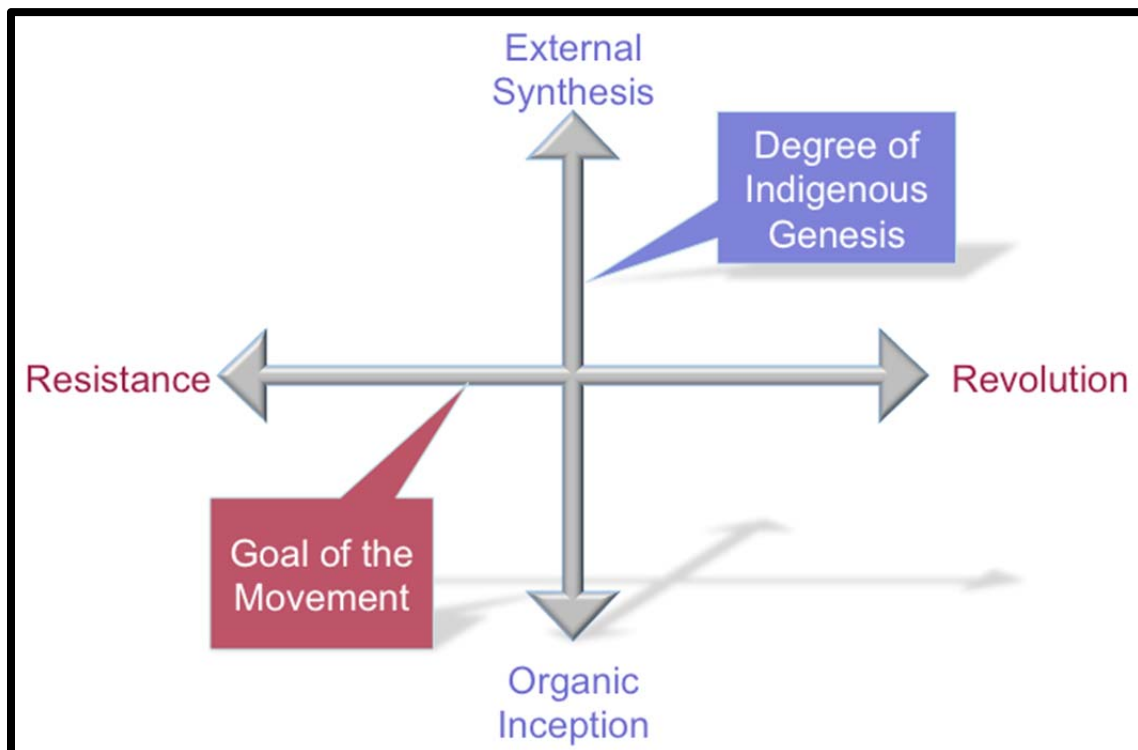 External
Synthesis
Degree of
Indigenous
Genesis
Resistance
Revolution
Goal of the
Movement
Organic
Inception